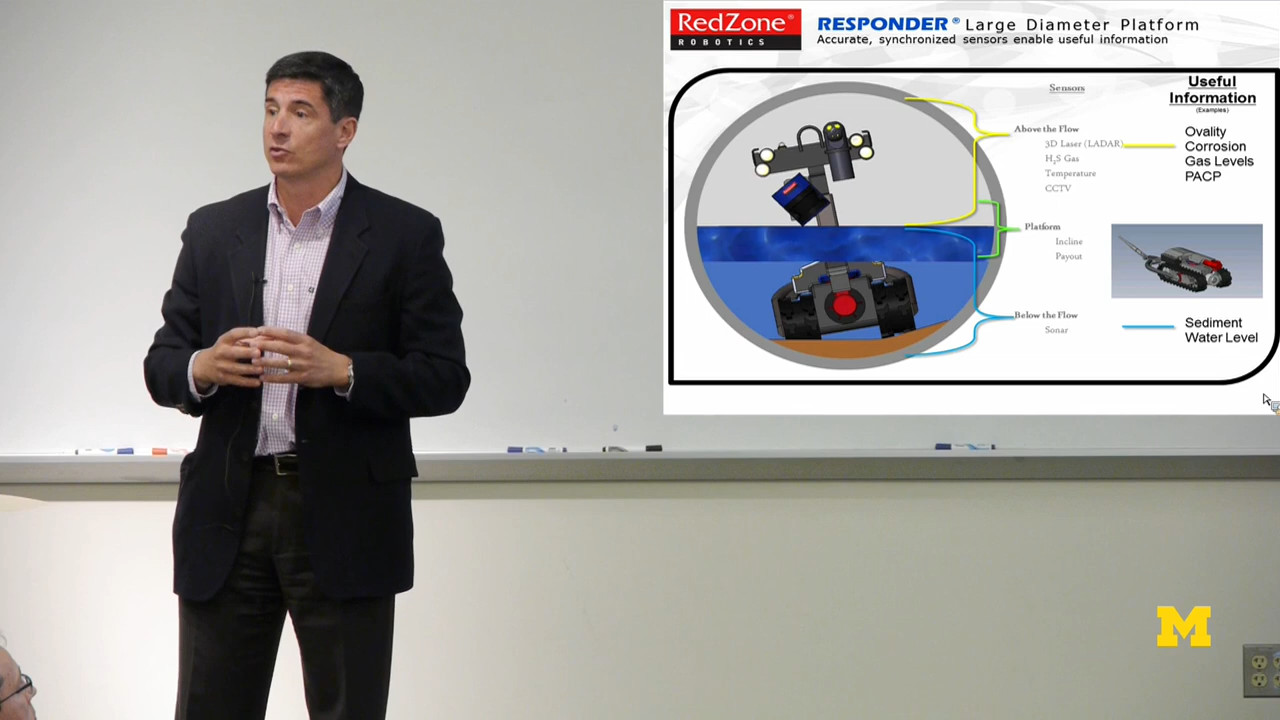 RedZone®
ROBOTICS
RESPONDER® Large Diameter Platform
Accurate, synchronized sensors enable useful information
Sensors
Useful
Information
(Examples)
Above the Flow
3D Laser (LADAR)
H₂S Gas
Temperature
CCTV
Ovality
Corrosion
Gas Levels
PACP
Platform
Incline
Payout
Below the Flow
Sonar
Sediment
Water Level
M